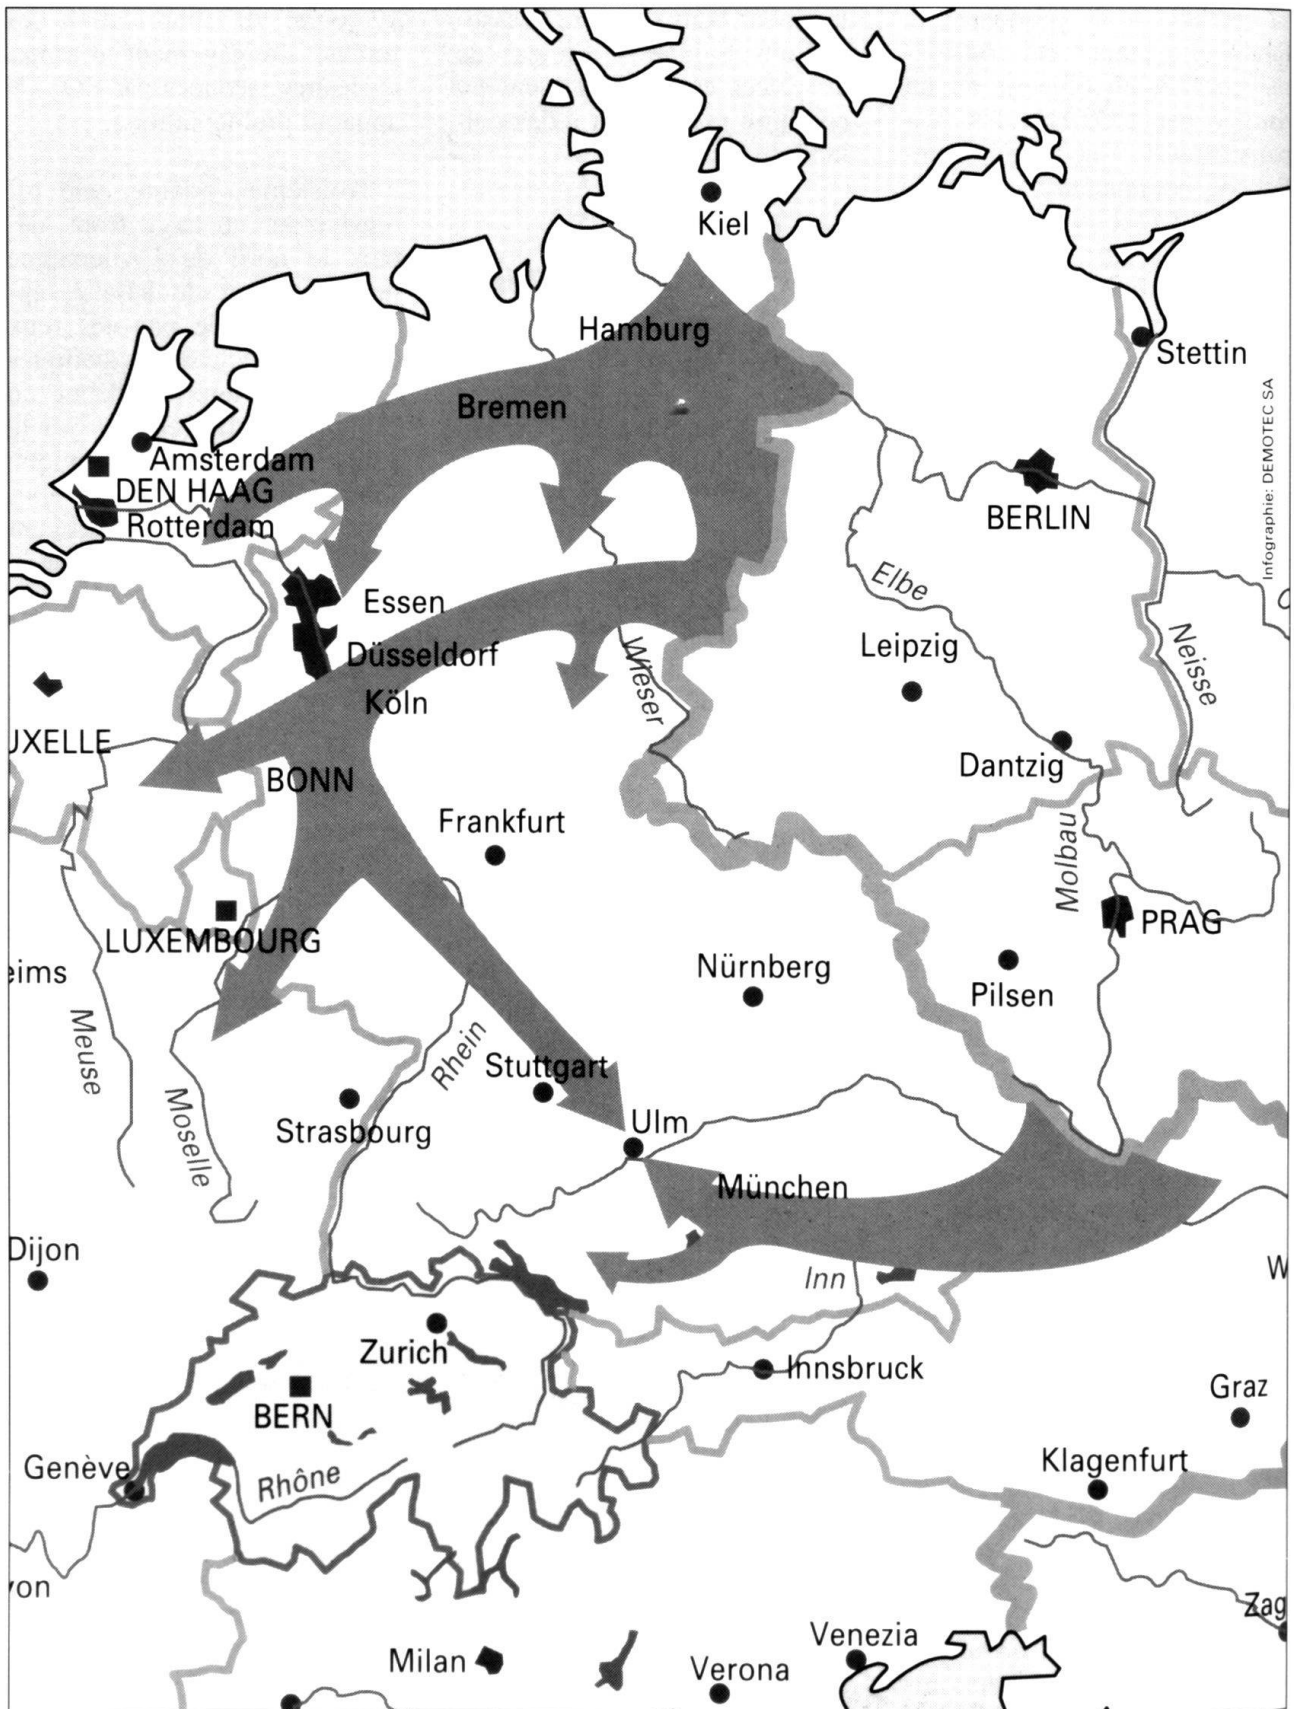 Kiel
Hamburg
Stettin
Bremen
Amsterdam
DEN HAAG
Rotterdam
BERLIN
Infographie: DEMOTEC SA
Essen
Elbe
Düsseldorf
Wieser
Leipzig
Neisse
Köln
UXELLE
BONN
Dantzig
Frankfurt
Molbau
LUXEMBOURG
PRAG
eims
Nürnberg
Pilsen
Meuse
Rhein
Stuttgart
Moselle
Strasbourg
Ulm
München
Dijon
Inn
W
Zurich
Innsbruck
BERN
Graz
Genève
Rhône
Klagenfurt
yon
Zag
Milan
Venezia
Verona